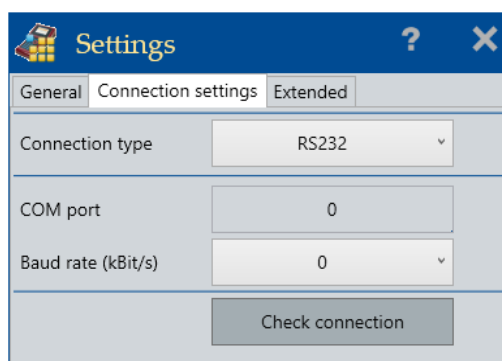 Settings ? ×
General Connection settings Extended
Connection type RS232
COM port 0
Baud rate (kBit/s) 0
Check connection